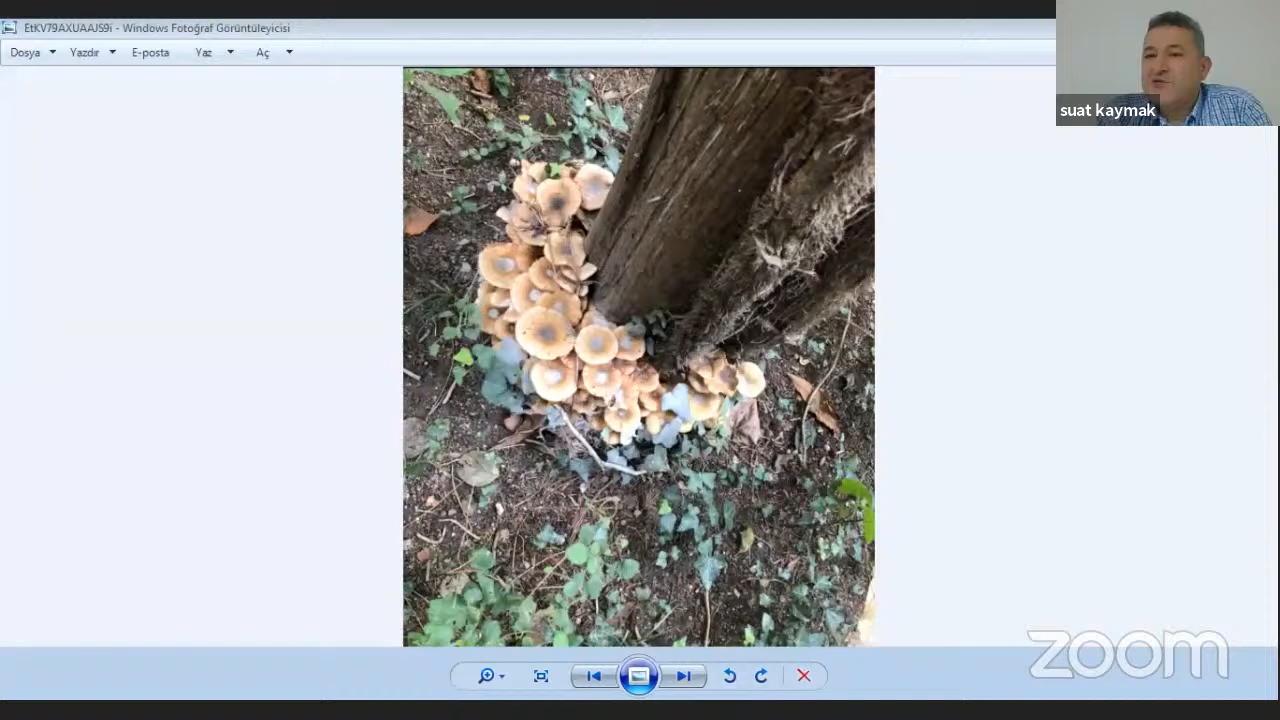 EtKV79AXUAAJS9i - Windows Fotoğraf Görüntüleyicisi
Dosya Yazdır E-posta Yaz Aç
suat kaymak
zoom